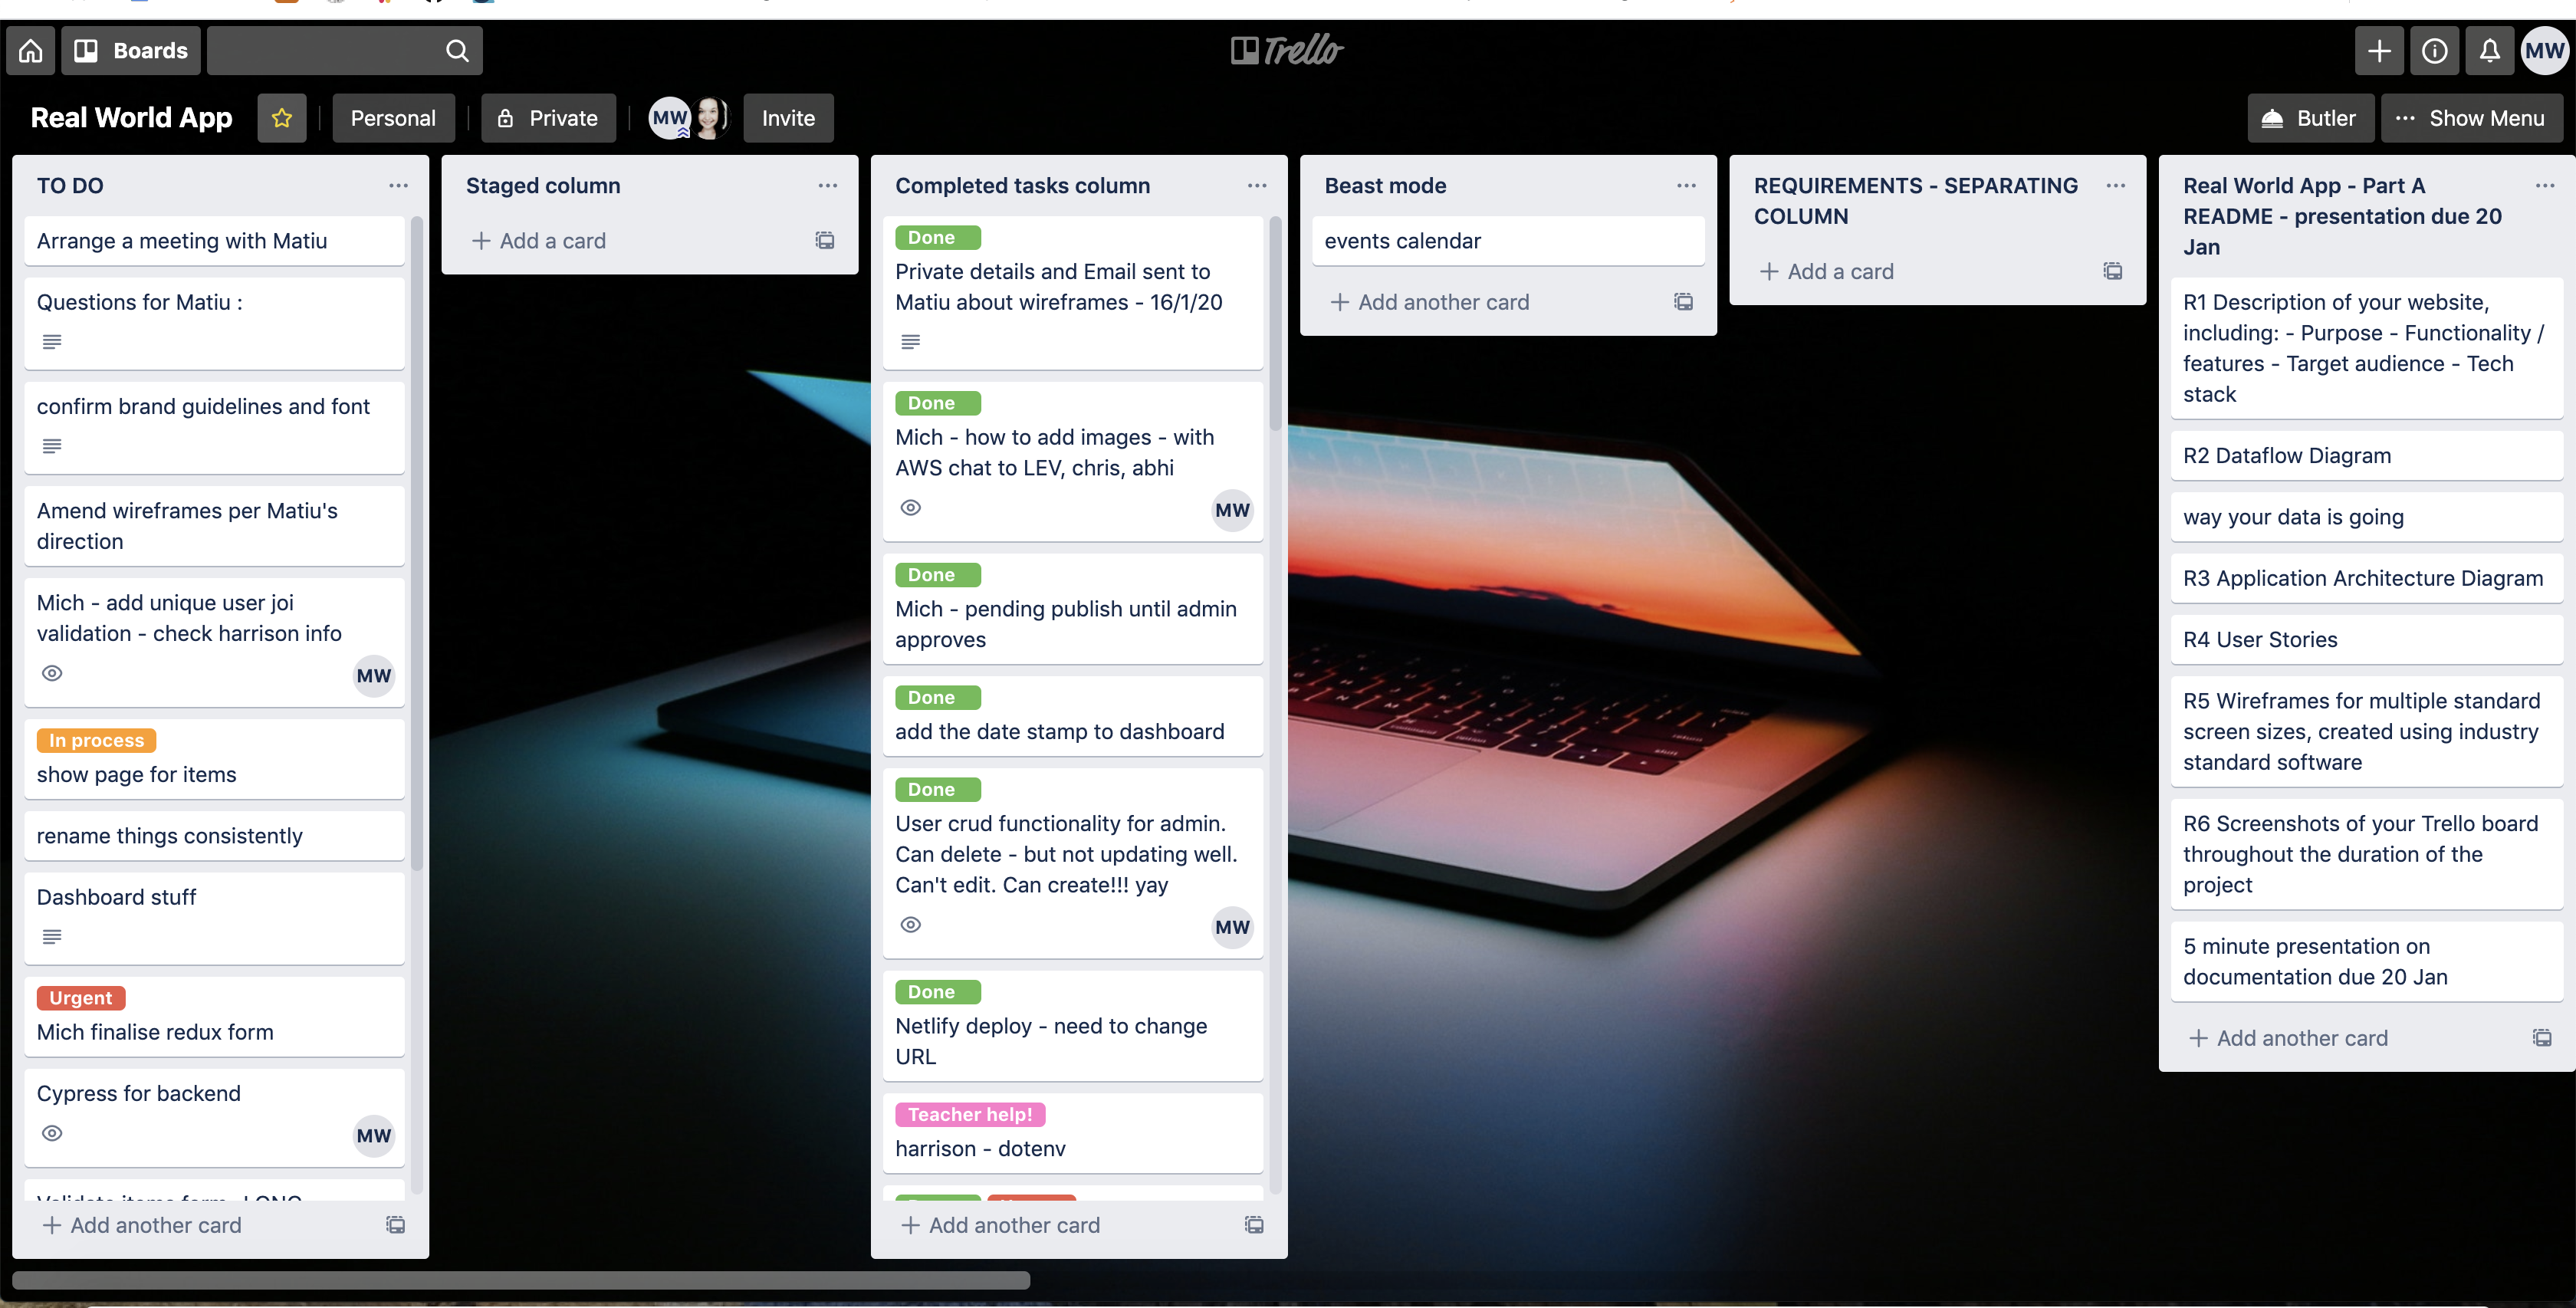 Boards
Trello
MW
Real World App
Personal
Private
MW
Invite
Butler
Show Menu
TO DO
Arrange a meeting with Matiu
Questions for Matiu :
confirm brand guidelines and font
Amend wireframes per Matiu's
direction
Mich - add unique user joi
validation - check harrison info
MW
In process
show page for items
rename things consistently
Dashboard stuff
Urgent
Mich finalise redux form
Cypress for backend
MW
Add another card
Staged column
Add a card
Completed tasks column
Done
Private details and Email sent to
Matiu about wireframes - 16/1/20
Done
Mich - how to add images - with
AWS chat to LEV, chris, abhi
MW
Done
Mich - pending publish until admin
approves
Done
add the date stamp to dashboard
Done
User crud functionality for admin.
Can delete - but not updating well.
Can't edit. Can create!!! yay
MW
Done
Netlify deploy - need to change
URL
Teacher help!
harrison - dotenv
Add another card
Beast mode
events calendar
Add another card
REQUIREMENTS - SEPARATING
COLUMN
Add a card
Real World App - Part A
README - presentation due 20
Jan
R1 Description of your website,
including: - Purpose - Functionality /
features - Target audience - Tech
stack
R2 Dataflow Diagram
way your data is going
R3 Application Architecture Diagram
R4 User Stories
R5 Wireframes for multiple standard
screen sizes, created using industry
standard software
R6 Screenshots of your Trello board
throughout the duration of the
project
5 minute presentation on
documentation due 20 Jan
Add another card